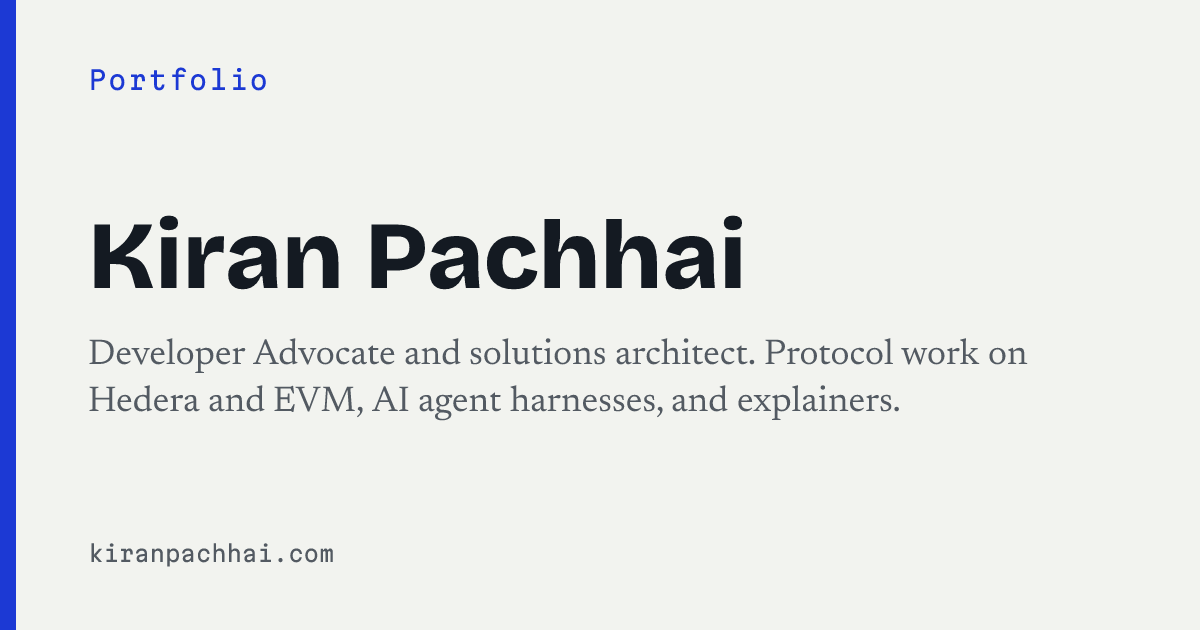 Portfolio
Kiran Pachhai
Developer Advocate and solutions architect. Protocol work on
Hedera and EVM, AI agent harnesses, and explainers.
kiranpachhai.com